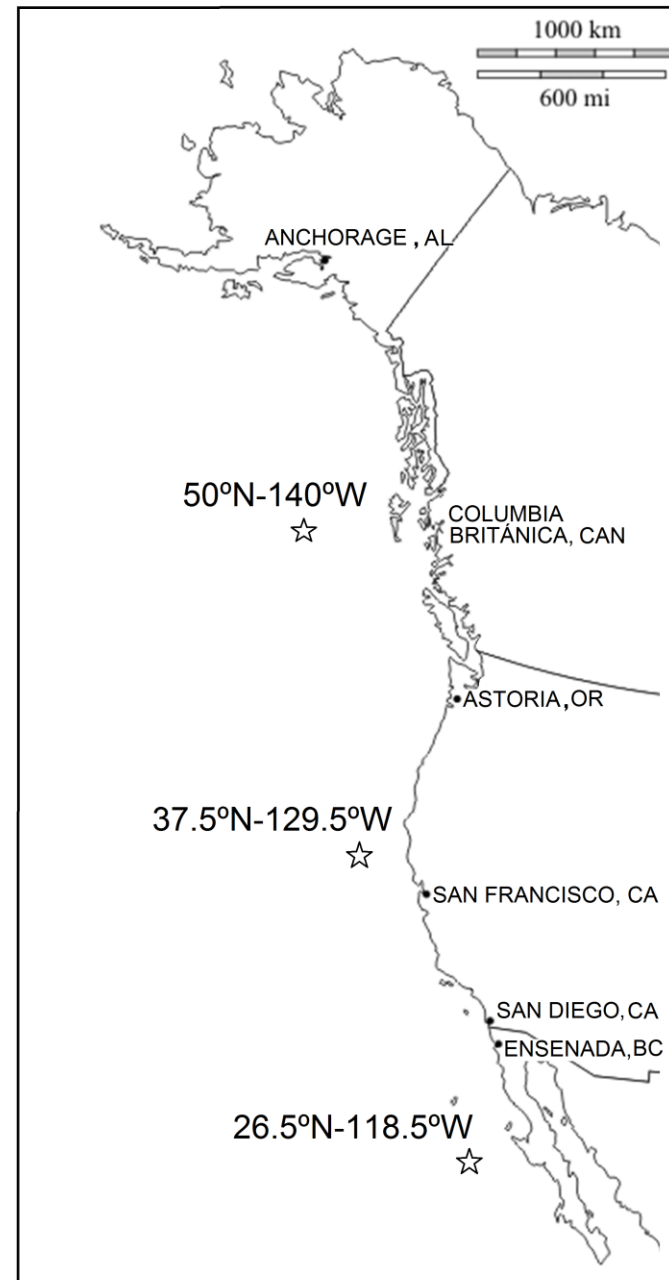 1000 km
600 mi
ANCHORAGE , AL
50ºN-140ºW
COLUMBIA
BRITÁNICA, CAN
ASTORIA,OR
37.5ºN-129.5ºW
SAN FRANCISCO, CA
SAN DIEGO,CA
ENSENADA,BC
26.5ºN-118.5ºW